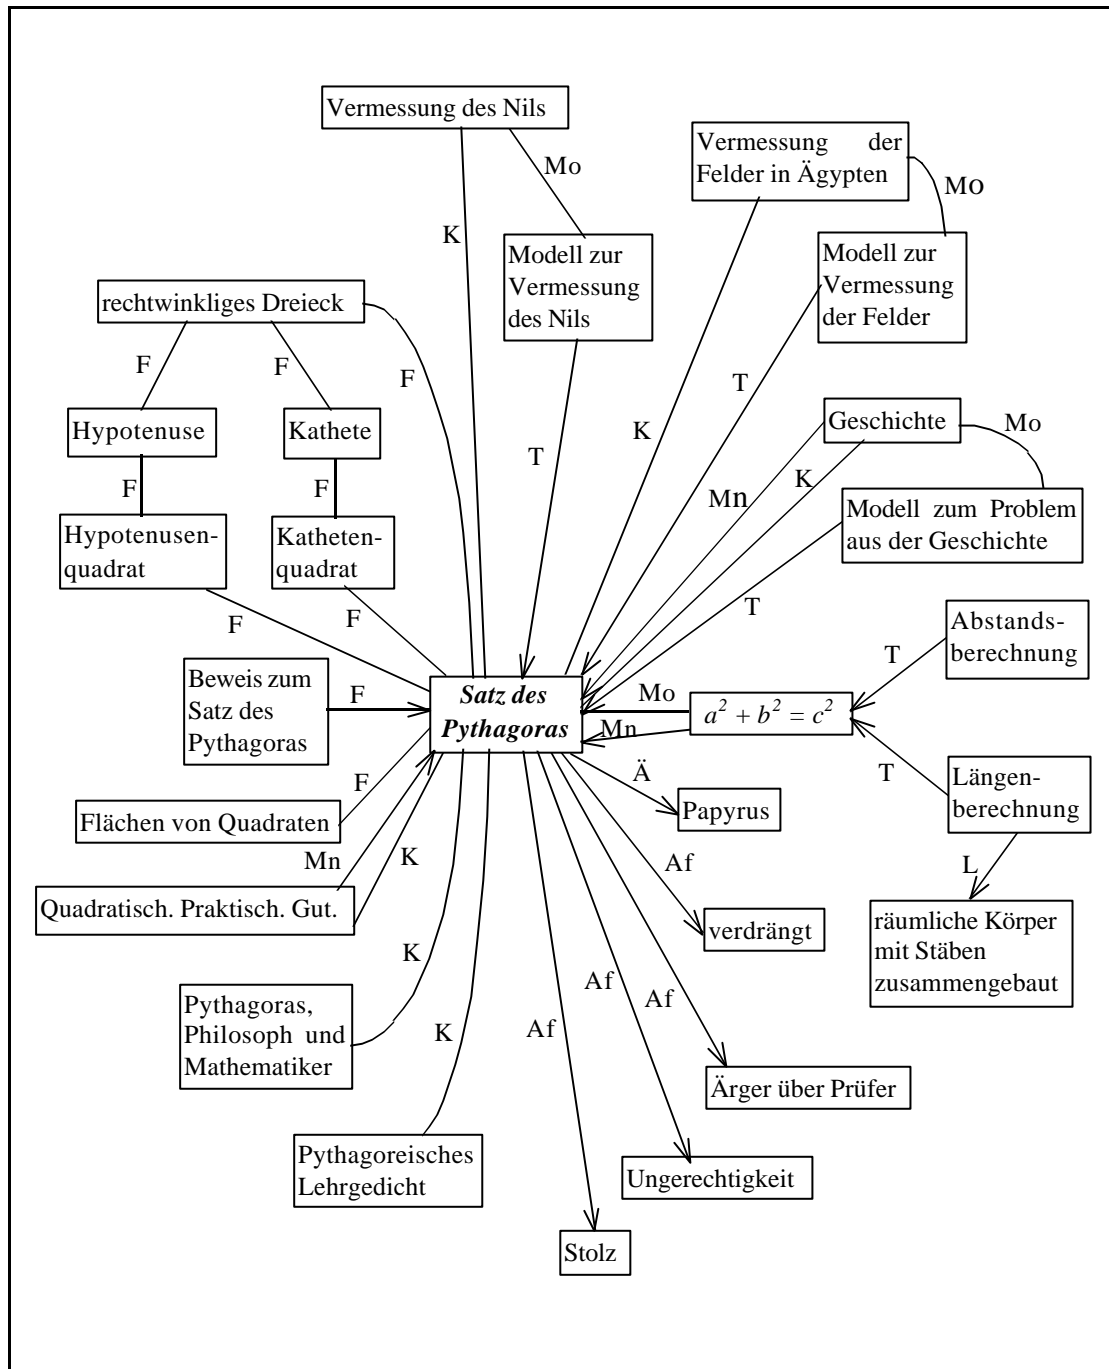 Vermessung des Nils
Vermessung der
Felder in Ägypten
Mo
Mo
K
Modell zur
Vermessung
des Nils
Modell zur
Vermessung
der Felder
rechtwinkliges Dreieck
F
F
F
T
K
T
Hypotenuse
Kathete
Geschichte
Mo
K
Mn
F
F
Modell zum Problem
aus der Geschichte
Hypotenusen-
quadrat
Katheten-
quadrat
F
F
T
Abstands-
berechnung
T
Beweis zum
Satz des
Pythagoras
F
Satz des
Pythagoras
Mo
Mn
a² + b² = c²
T
Längen-
berechnung
F
Flächen von Quadraten
Ä
Papyrus
Mn
K
Af
L
Quadratisch. Praktisch. Gut.
verdrängt
räumliche Körper
mit Stäben
zusammengebaut
K
Af
Af
Pythagoras,
Philosoph und
Mathematiker
K
Af
Ärger über Prüfer
Pythagoreisches
Lehrgedicht
Ungerechtigkeit
Stolz